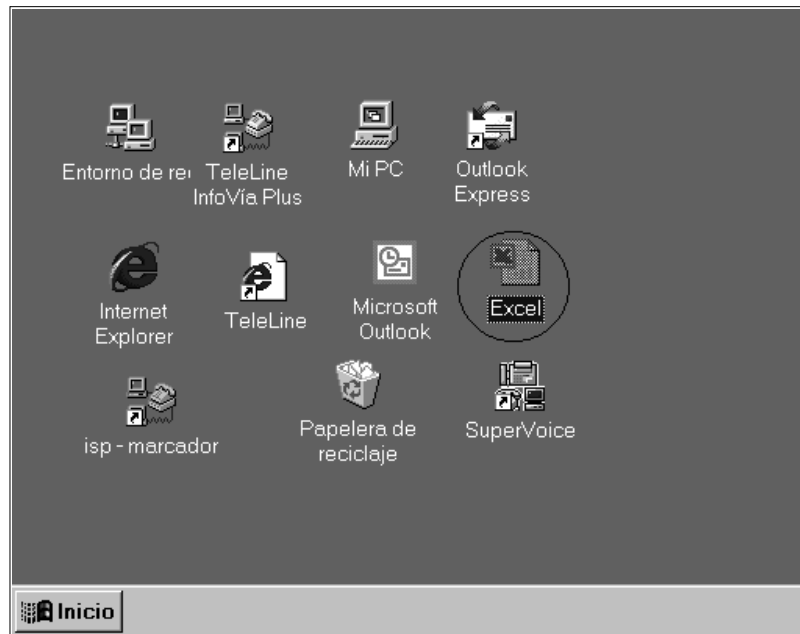 Entorno de rei
TeleLine
InfoVía Plus
Mi PC
Outlook
Express
Internet
Explorer
TeleLine
Microsoft
Outlook
Excel
isp - marcador
Papelera de
reciclaje
SuperVoice
Inicio